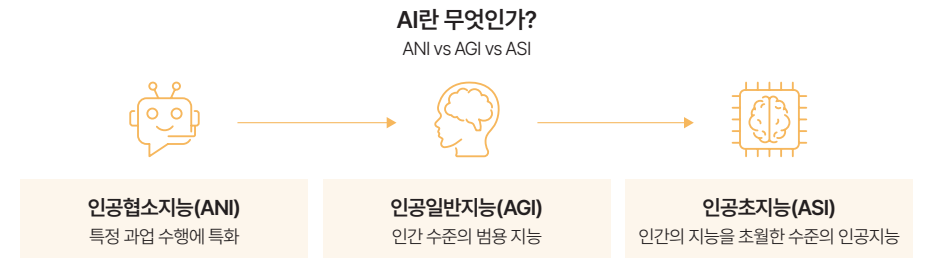 AI란 무엇인가?
ANI vs AGI vs ASI
인공협소지능(ANI)
특정 과업 수행에 특화
인공일반지능(AGI)
인간 수준의 범용 지능
인공초지능(ASI)
인간의 지능을 초월한 수준의 인공지능